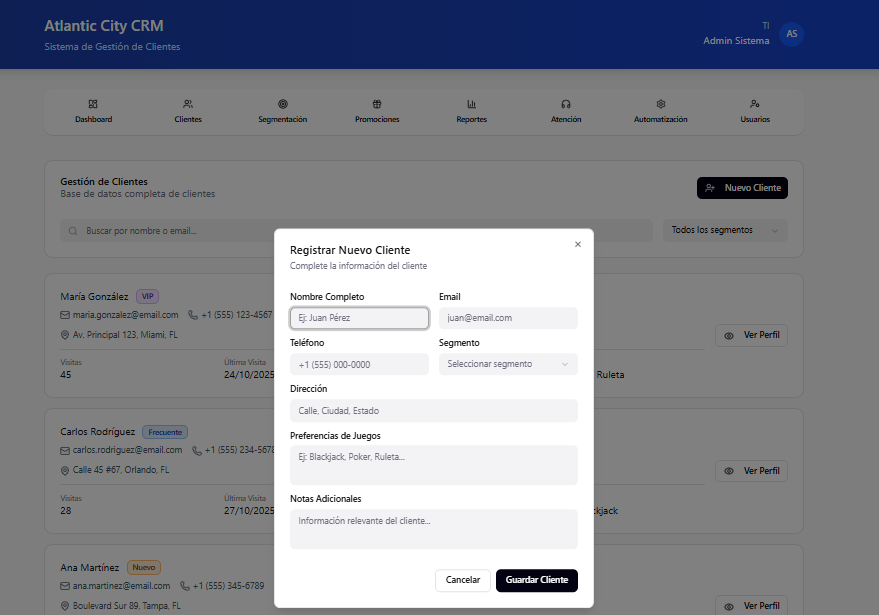 Atlantic City CRM
Sistema de Gestión de Clientes
TI
Admin Sistema
AS
Dashboard
Clientes
Segmentación
Promociones
Reportes
Atención
Automatización
Usuarios
Gestión de Clientes
Base de datos completa de clientes
Nuevo Cliente
Buscar por nombre o email...
Todos los segmentos
María González VIP
maria.gonzalez@email.com +1 (555) 123-4567
Av. Principal 123, Miami, FL
Ver Perfil
Visitas
Última Visita
45
24/10/2025
Ruleta
Carlos Rodríguez Frecuente
carlos.rodriguez@email.com +1 (555) 234-5678
Calle 45 #67, Orlando, FL
Ver Perfil
Visitas
Última Visita
28
27/10/2025
ckjack
Ana Martínez Nuevo
ana.martinez@email.com +1 (555) 345-6789
Boulevard Sur 89, Tampa, FL
Ver Perfil
Registrar Nuevo Cliente
Complete la información del cliente
Nombre Completo
Email
Ej: Juan Pérez
juan@email.com
Teléfono
Segmento
+1 (555) 000-0000
Seleccionar segmento
Dirección
Calle, Ciudad, Estado
Preferencias de Juegos
Ej: Blackjack, Poker, Ruleta...
Notas Adicionales
Información relevante del cliente...
Cancelar
Guardar Cliente